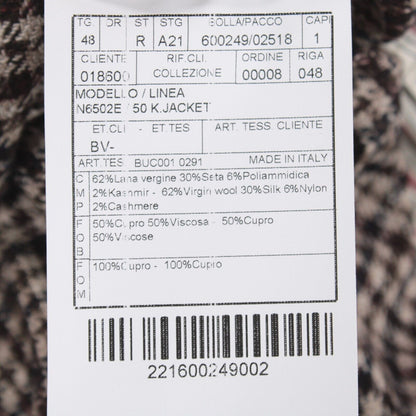 TG DR ST STG BOLLA/PACCO CAPI
48 R A21 600249/02518 1
CLIENTE RIF.CLI. ORDINE RIGA
018600 COLLEZIONE 00008 048
MODELLO / LINEA
N6502E / 50 K.JACKET
ET.CLI - ET TES ART. TESS. CLIENTE
BV-
ART TES BUC001 0291 MADE IN ITALY
C 62%Lana vergine 30%Seta 6%Poliammidica
M 2%Kashmir - 62%Virgin wool 30%Silk 6%Nylon
P 2%Cashmere
F 50%Cupro 50%Viscosa - 50%Cupro
O 50%Viscose
B
F 100%Cupro - 100%Cupro
O
M
221600249002